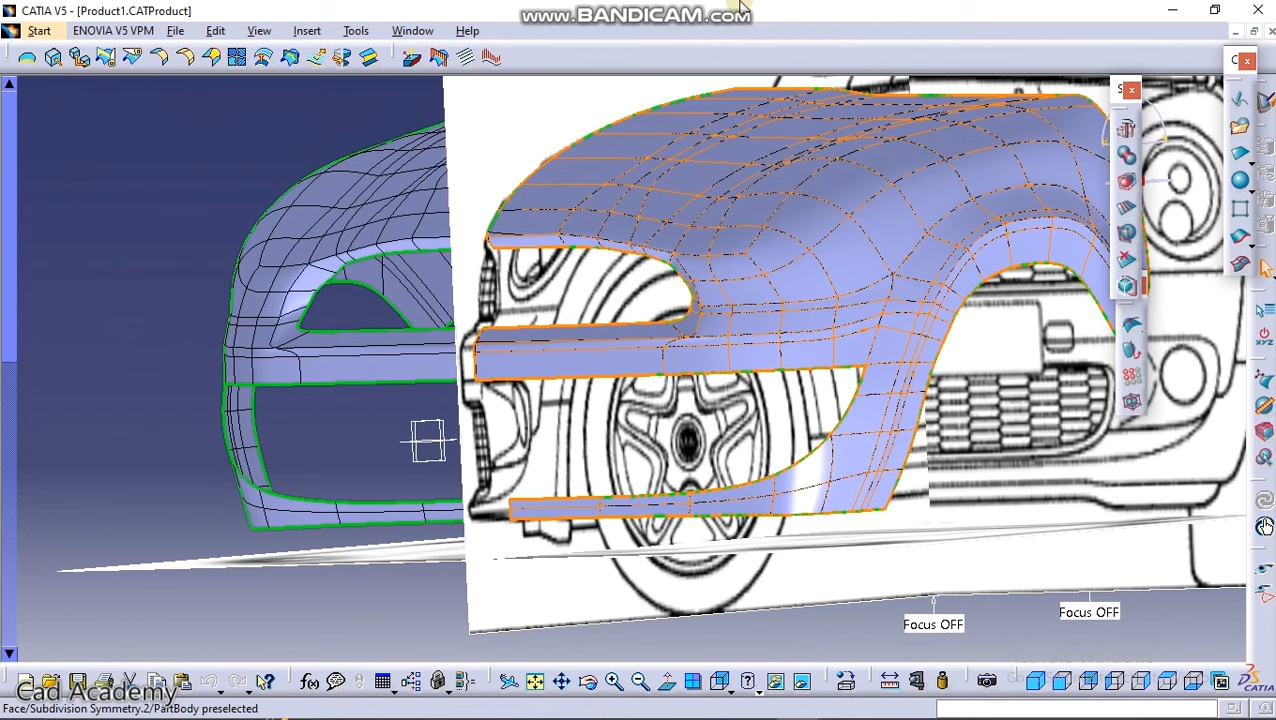 CATIA V5 - [Product1.CATProduct]
www.BANDICAM.com
Start ENOVIA V5 VPM File Edit View Insert Tools Window Help
Focus OFF
Focus OFF
Cad Academy
Face/Subdivision Symmetry.2/PartBody preselected